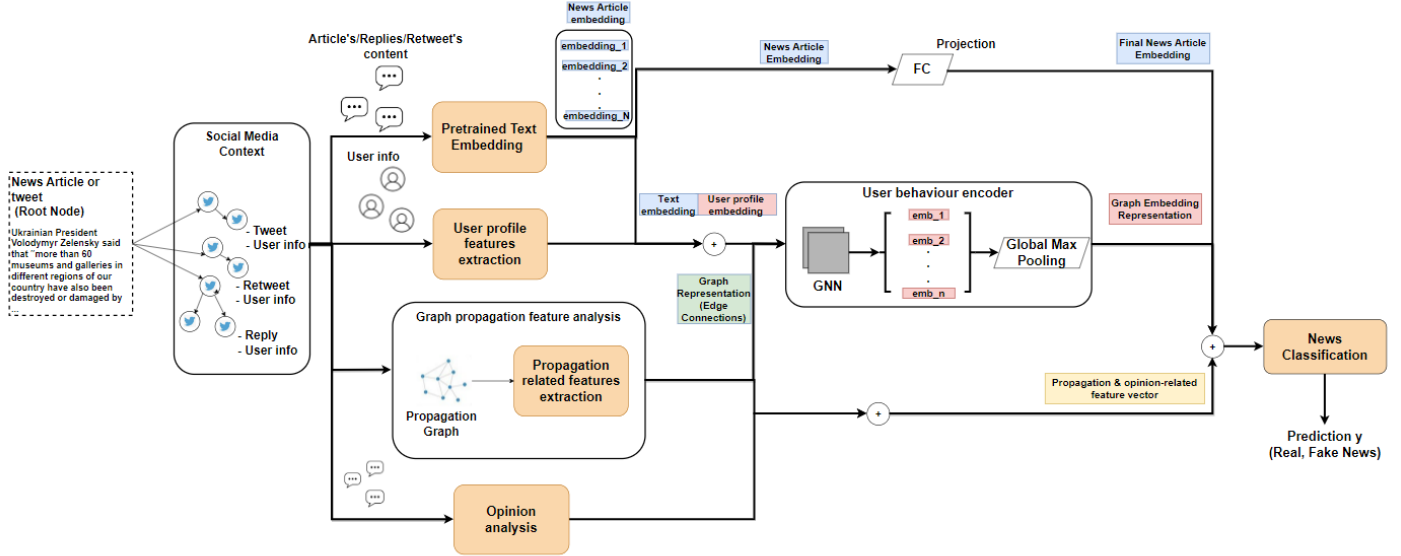 News Article or
tweet
(Root Node)
Ukrainian President
Volodymyr Zelensky said
that "more than 60
museums and galleries in
different regions of our
country have also been
destroyed or damaged by
...
Social Media
Context
- Tweet
- User info
- Retweet
- User info
- Reply
- User info
Article's/Replies/Retweet's
content
User info
Pretrained Text
Embedding
User profile
features
extraction
Graph propagation feature analysis
Propagation
Graph
Propagation
related features
extraction
Opinion
analysis
News Article
embedding
embedding_1
embedding_2
.
.
.
embedding_N
News Article
Embedding
Projection
FC
Final News Article
Embedding
Text
embedding
User profile
embedding
+
Graph
Representation
(Edge
Connections)
User behaviour encoder
GNN
emb_1
emb_2
.
.
.
emb_n
Global Max
Pooling
Graph Embedding
Representation
+
Propagation & opinion-related
feature vector
+
News
Classification
Prediction y
(Real, Fake News)